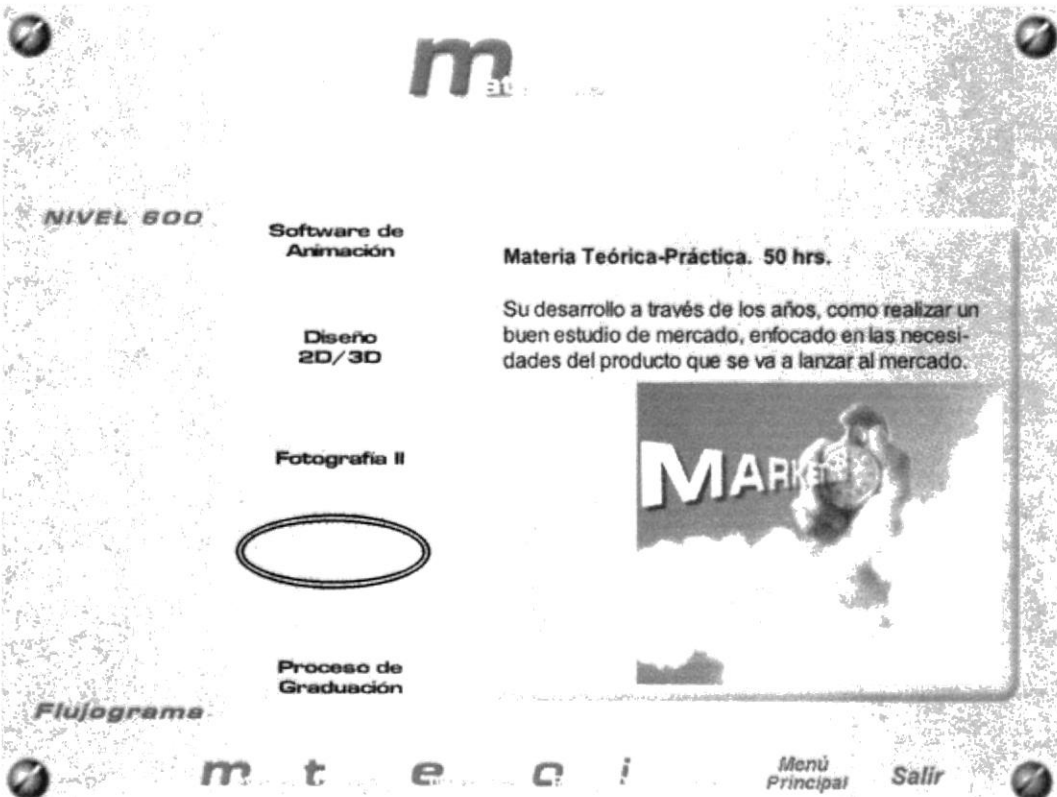 mat
NIVEL 600
Software de
Animación
Materia Teórica-Práctica. 50 hrs.
Su desarrollo a través de los años, como realizar un
buen estudio de mercado, enfocado en las necesi-
dades del producto que se va a lanzar al mercado.
Diseño
2D/3D
MARKET
Fotografía II
Proceso de
Graduación
Flujograma
m t e o i
Menú
Principal
Salir